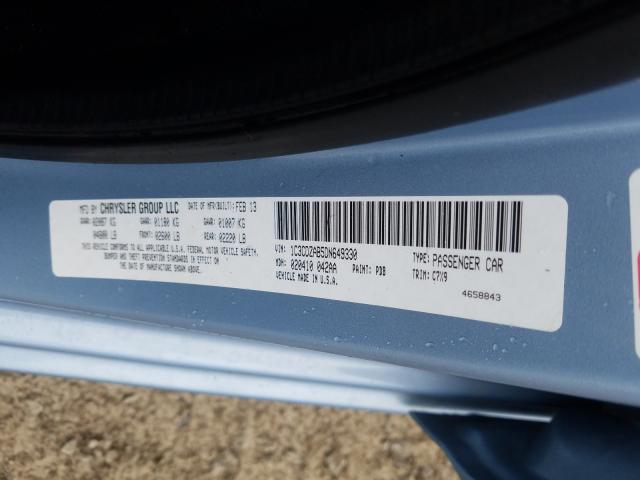 MFD BY CHRYSLER GROUP LLC DATE OF MFR(BUILT): FEB 13
GVWR: 02087 KG GAWR: 01180 KG GAWR: 01007 KG
FRONT: 02600 LB REAR: 02220 LB
THIS VEHICLE CONFORMS TO ALL APPLICABLE U.S.A. FEDERAL MOTOR VEHICLE SAFETY,
BUMPER AND THEFT PREVENTION STANDARDS IN EFFECT ON
THE DATE OF MANUFACTURE SHOWN ABOVE.
VIN: 1C3CDZAB5DN649330 TYPE: PASSENGER CAR
MDH: 020410 042AA PAINT: PDB TRIM: C7X9
VEHICLE MADE IN U.S.A.
4658843